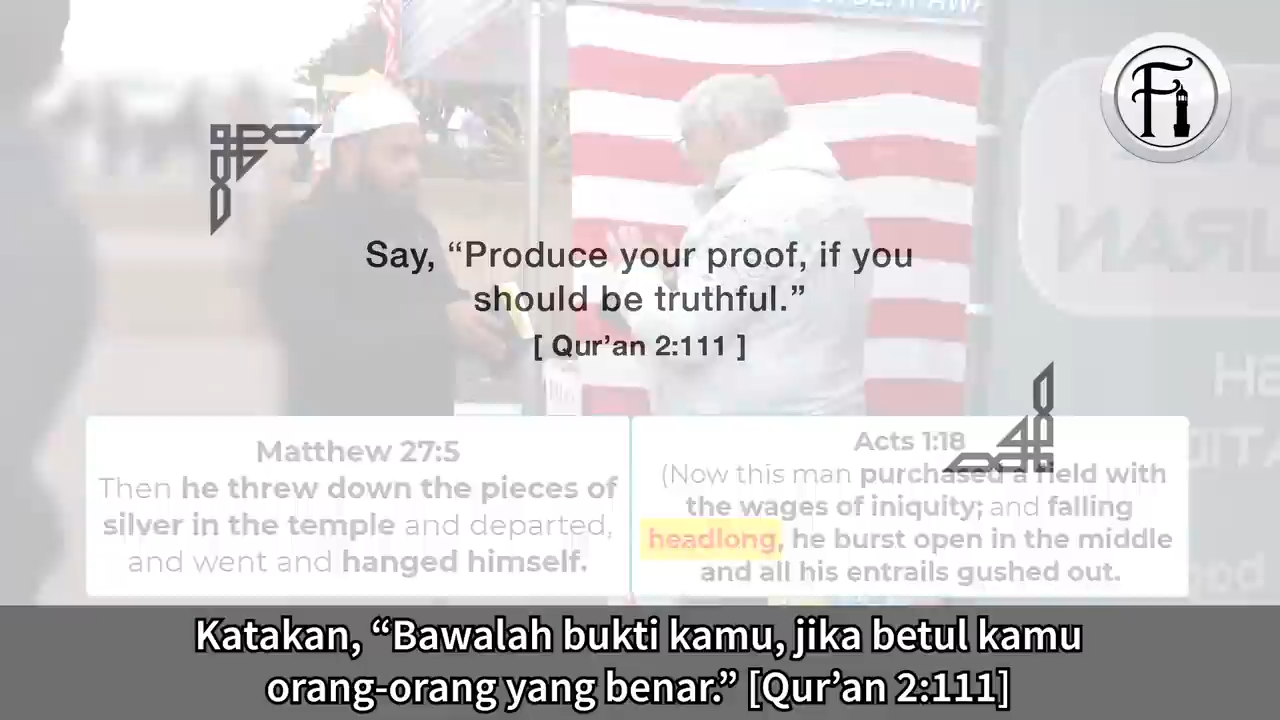 Fi
Say, “Produce your proof, if you
should be truthful.”
[ Qur’an 2:111 ]
Matthew 27:5
Then he threw down the pieces of
silver in the temple and departed,
and went and hanged himself.
Acts 1:18
(Now this man purchased a field with
the wages of iniquity; and falling
headlong, he burst open in the middle
and all his entrails gushed out.
Katakan, “Bawalah bukti kamu, jika betul kamu
orang-orang yang benar.” [Qur’an 2:111]